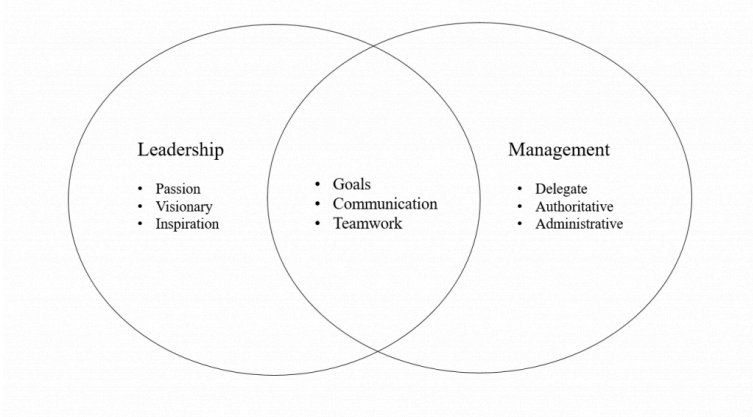 Leadership
• Passion
• Visionary
• Inspiration
• Goals
• Communication
• Teamwork
Management
• Delegate
• Authoritative
• Administrative